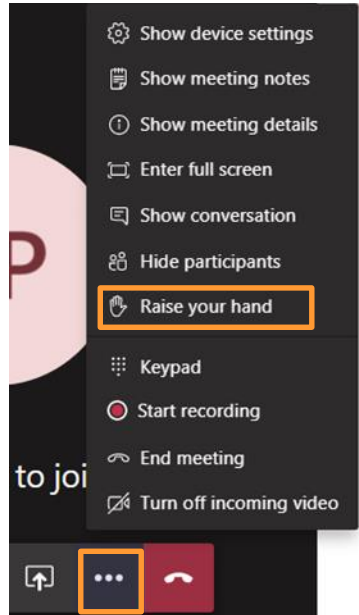 Show device settings
Show meeting notes
Show meeting details
Enter full screen
Show conversation
Hide participants
P
Raise your hand
Keypad
Start recording
End meeting
to joi
Turn off incoming video